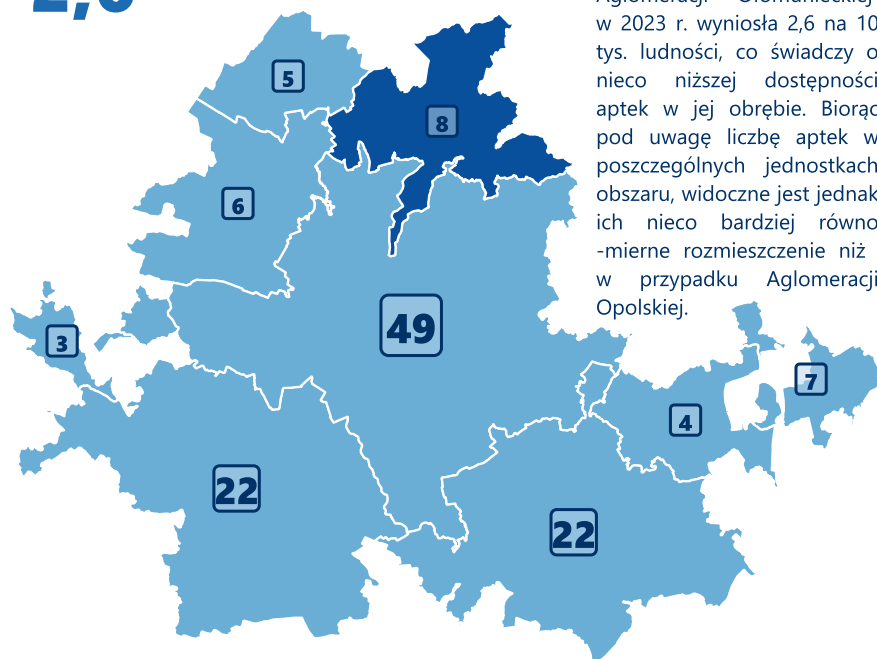 w 2023 r. wyniosła 2,6 na 10
tys. ludności, co świadczy o
nieco niższej dostępności
aptek w jej obrębie. Biorąc
pod uwagę liczbę aptek w
poszczególnych jednostkach
obszaru, widoczne jest jednak
ich nieco bardziej równo
-mierne rozmieszczenie niż
w przypadku Aglomeracji
Opolskiej.
5
8
6
49
3
7
4
22
22